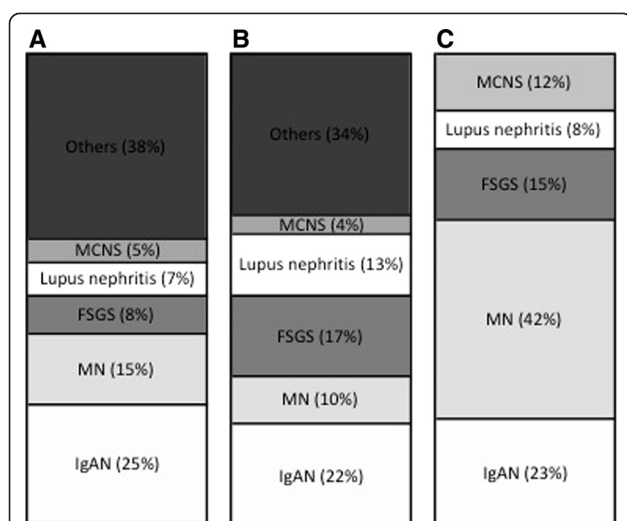 A
Others (38%)
MCNS (5%)
Lupus nephritis (7%)
FSGS (8%)
MN (15%)
IgAN (25%)
B
Others (34%)
MCNS (4%)
Lupus nephritis (13%)
FSGS (17%)
MN (10%)
IgAN (22%)
C
MCNS (12%)
Lupus nephritis (8%)
FSGS (15%)
MN (42%)
IgAN (23%)